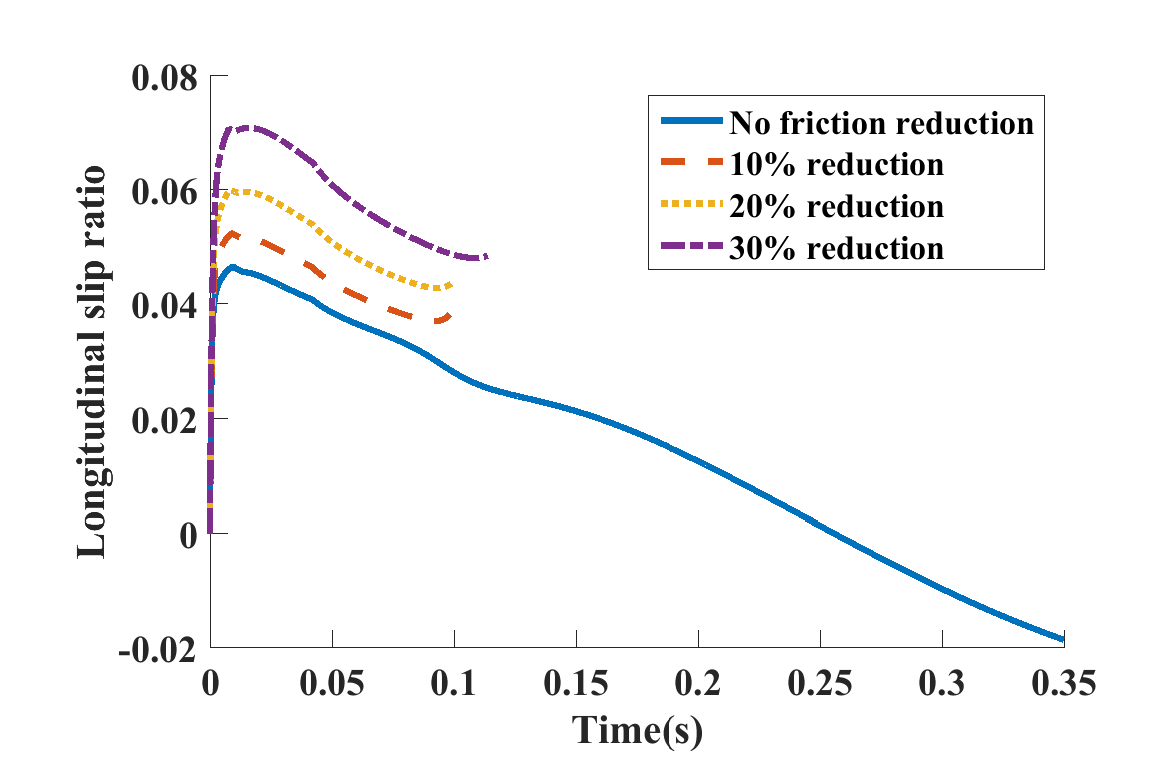 0.08
0.06
0.04
0.02
0
-0.02
Longitudinal slip ratio
No friction reduction
10% reduction
20% reduction
30% reduction
0 0.05 0.1 0.15 0.2 0.25 0.3 0.35
Time(s)